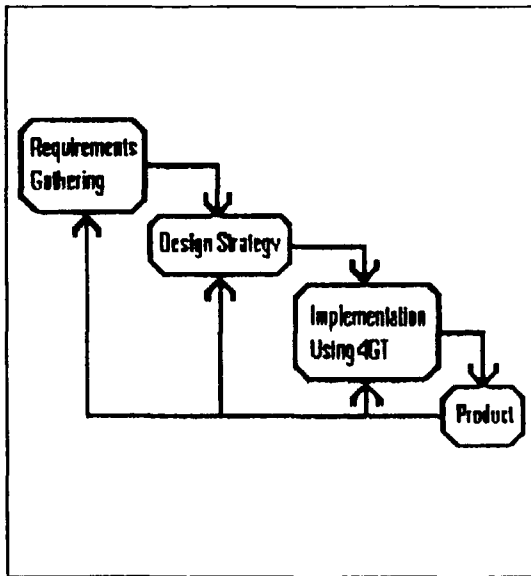 Requirements
Gathering
Design Strategy
Implementation
Using 4GT
Product